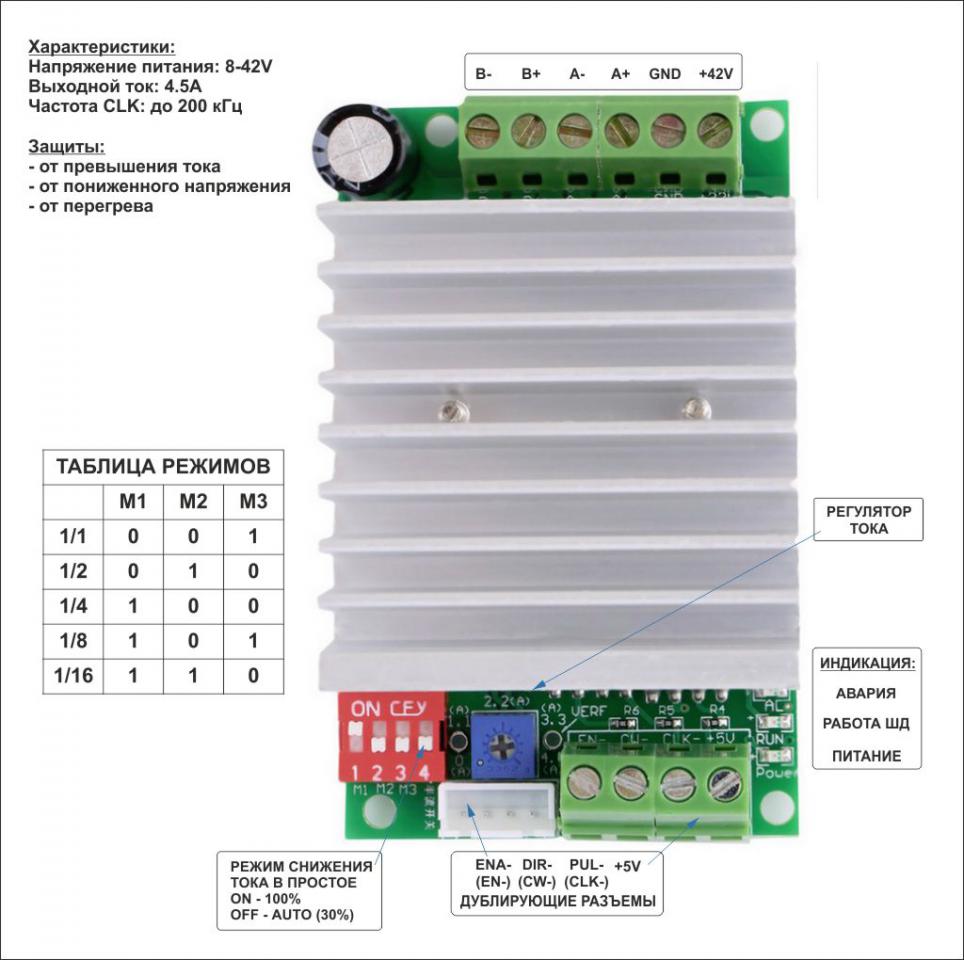 Характеристики:
Напряжение питания: 8-42V
Выходной ток: 4.5A
Частота CLK: до 200 кГц
Защиты:
- от превышения тока
- от пониженного напряжения
- от перегрева
B- B+ A- A+ GND +42V
ТАБЛИЦА РЕЖИМОВ
M1 M2 M3
1/1 0 0 1
1/2 0 1 0
1/4 1 0 0
1/8 1 0 1
1/16 1 1 0
РЕГУЛЯТОР
ТОКА
ИНДИКАЦИЯ:
АВАРИЯ
РАБОТА ШД
ПИТАНИЕ
2.2(A)
(A)
(A)
3.3
VERF R6 R5 R4
AL
RUN
Power
EN- CW- CLK- +5V
ON
1 2 3 4
M1 M2 M3
(A)
半流开关
РЕЖИМ СНИЖЕНИЯ
ТОКА В ПРОСТОЕ
ON - 100%
OFF - AUTO (30%)
ENA- DIR- PUL- +5V
(EN-) (CW-) (CLK-)
ДУБЛИРУЮЩИЕ РАЗЪЕМЫ